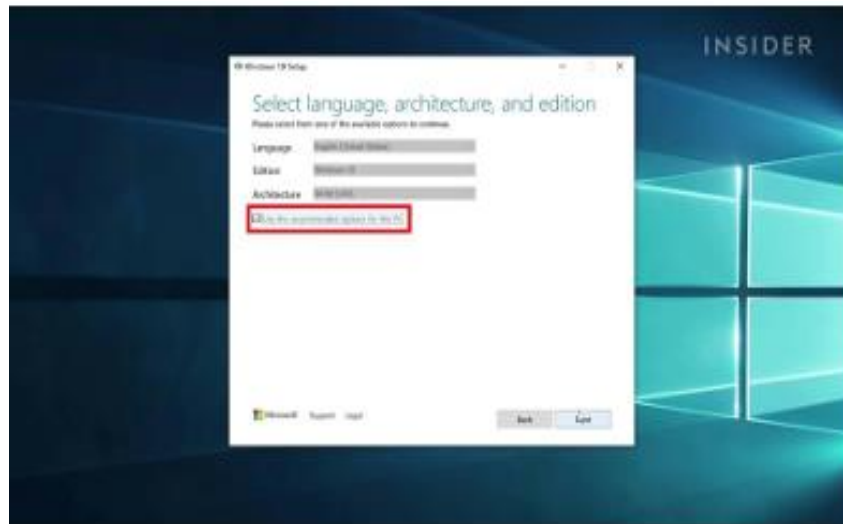 INSIDER
Windows 10 Setup
Select language, architecture, and edition
Please select from one of the available options to continue.
Language English (United States)
Edition Windows 10
Architecture
Use the recommended options for this PC
Microsoft Support Legal
Back Next